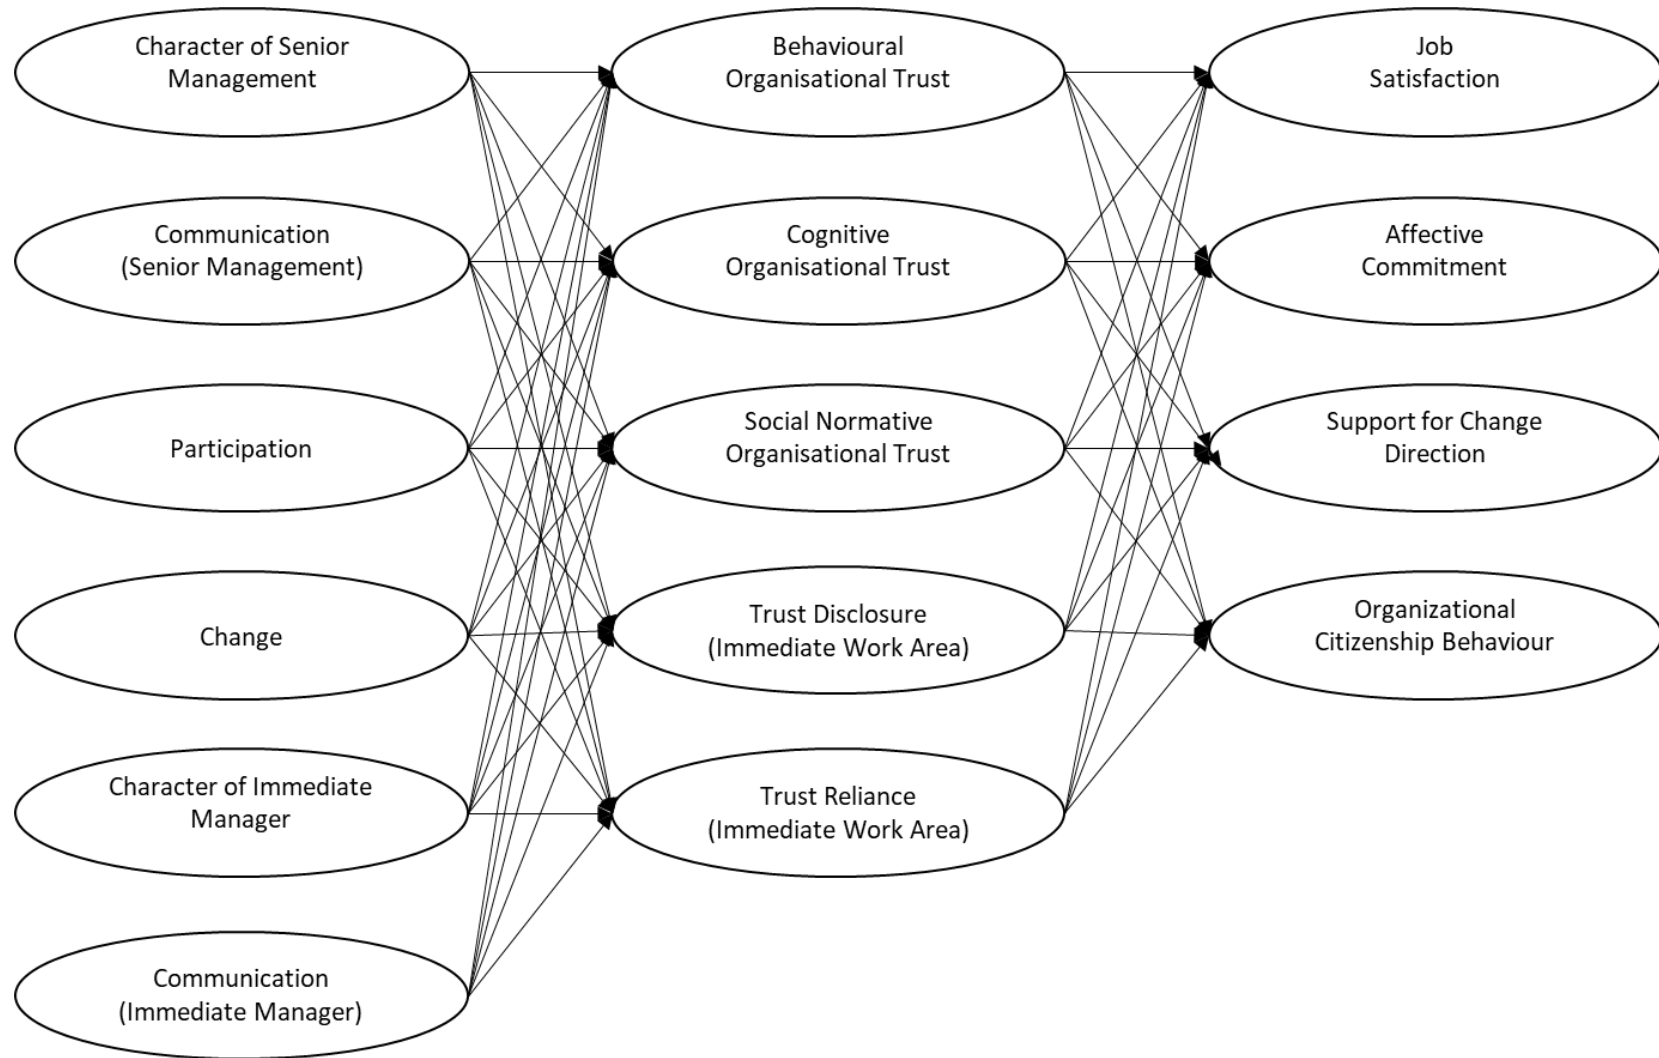 Character of Senior
Management
Behavioural
Organisational Trust
Job
Satisfaction
Communication
(Senior Management)
Cognitive
Organisational Trust
Affective
Commitment
Participation
Social Normative
Organisational Trust
Support for Change
Direction
Change
Trust Disclosure
(Immediate Work Area)
Organizational
Citizenship Behaviour
Character of Immediate
Manager
Trust Reliance
(Immediate Work Area)
Communication
(Immediate Manager)